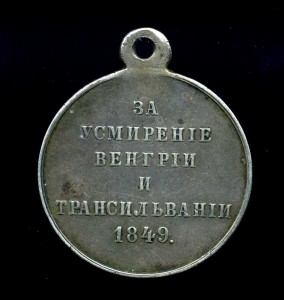 ЗА
УСМИРЕНІЕ
ВЕНГРІИ
И
ТРАНСИЛЬВАНІИ
1849.